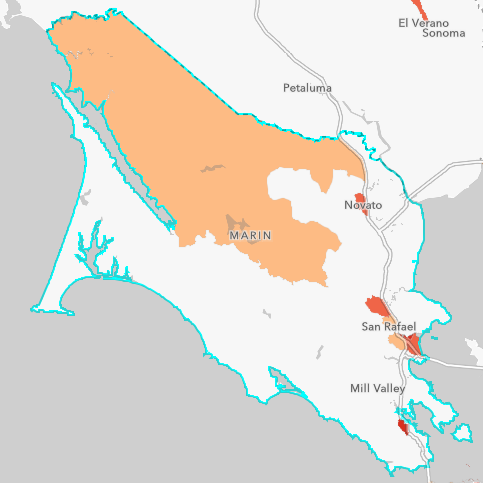 El Verano
Sonoma
Petaluma
Novato
MARIN
San Rafael
Mill Valley